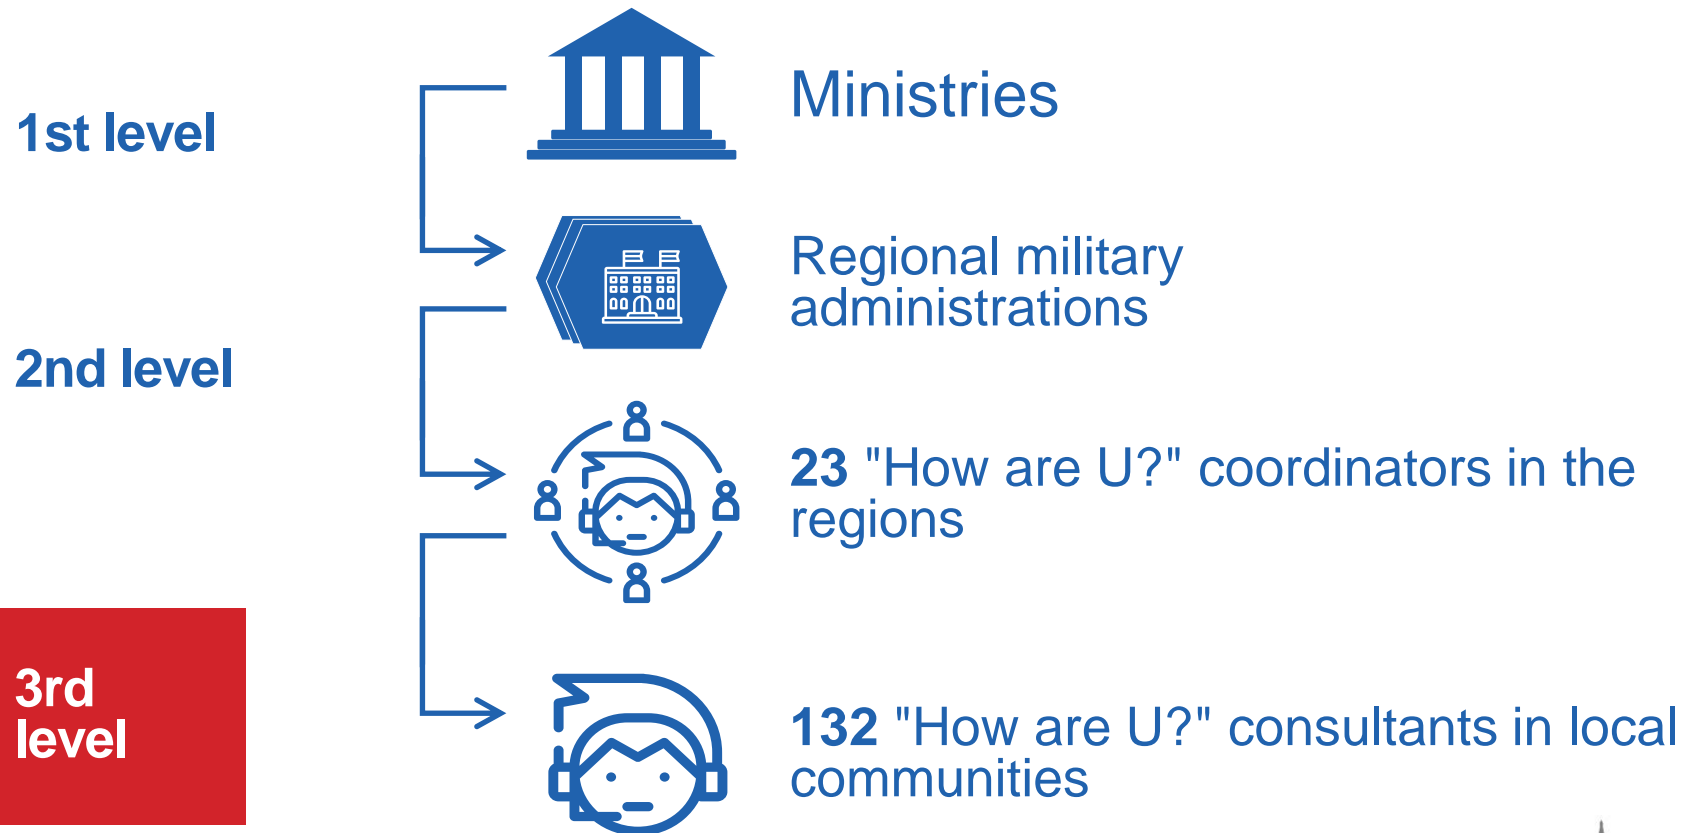 1st level
Ministries
Regional military
administrations
2nd level
23 "How are U?" coordinators in the
regions
3rd
level
132 "How are U?" consultants in local
communities